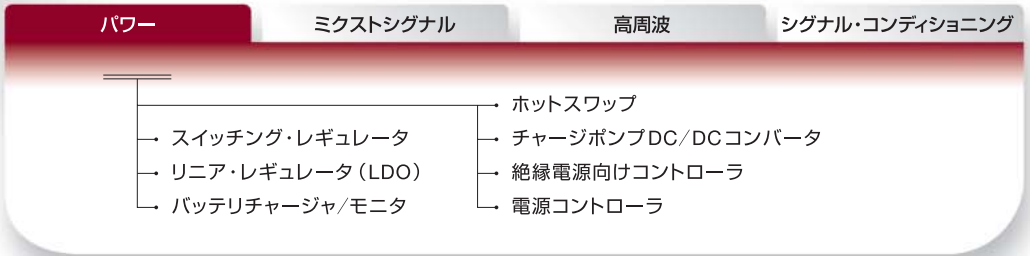 パワー
ミクストシグナル
高周波
シグナル・コンディショニング
スイッチング・レギュレータ
リニア・レギュレータ(LDO)
バッテリチャージャ/モニタ
ホットスワップ
チャージポンプDC/DCコンバータ
絶縁電源向けコントローラ
電源コントローラ